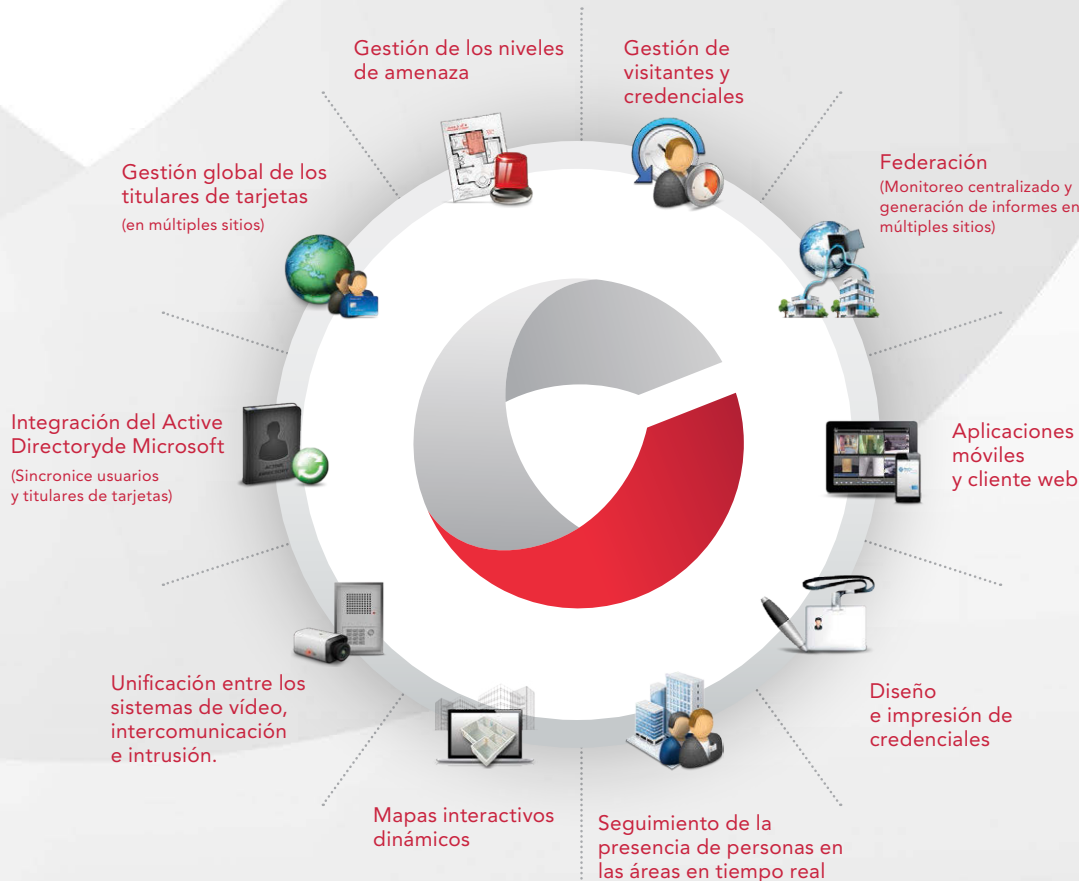 Gestión de los niveles
de amenaza
Gestión de
visitantes y
credenciales
Gestión global de los
titulares de tarjetas
(en múltiples sitios)
Federación
(Monitoreo centralizado y
generación de informes en
múltiples sitios)
Integración del Active
Directoryde Microsoft
(Sincronice usuarios
y titulares de tarjetas)
Aplicaciones
móviles
y cliente web
Unificación entre los
sistemas de vídeo,
intercomunicación
e intrusión.
Diseño
e impresión de
credenciales
Mapas interactivos
dinámicos
Seguimiento de la
presencia de personas en
las áreas en tiempo real